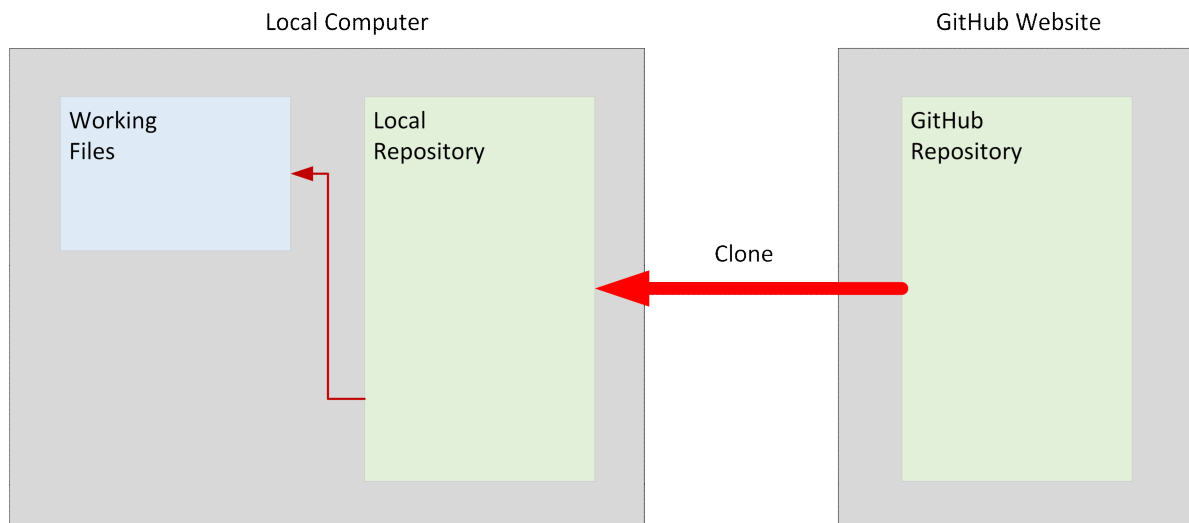 Local Computer
GitHub Website
Working
Files
Local
Repository
GitHub
Repository
Clone